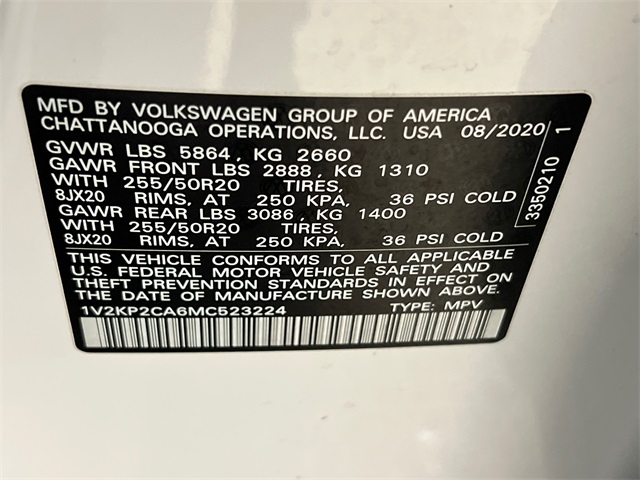 MFD BY VOLKSWAGEN GROUP OF AMERICA
CHATTANOOGA OPERATIONS, LLC. USA 08/2020
GVWR LBS 5864, KG 2660
GAWR FRONT LBS 2888, KG 1310
WITH 255/50R20 TIRES,
8JX20 RIMS, AT 250 KPA, 36 PSI COLD
GAWR REAR LBS 3086, KG 1400
WITH 255/50R20 TIRES,
8JX20 RIMS, AT 250 KPA, 36 PSI COLD
THIS VEHICLE CONFORMS TO ALL APPLICABLE
U.S. FEDERAL MOTOR VEHICLE SAFETY AND
THEFT PREVENTION STANDARDS IN EFFECT ON
THE DATE OF MANUFACTURE SHOWN ABOVE
1V2KP2CA6MC523224 TYPE: MPV
3350210 1